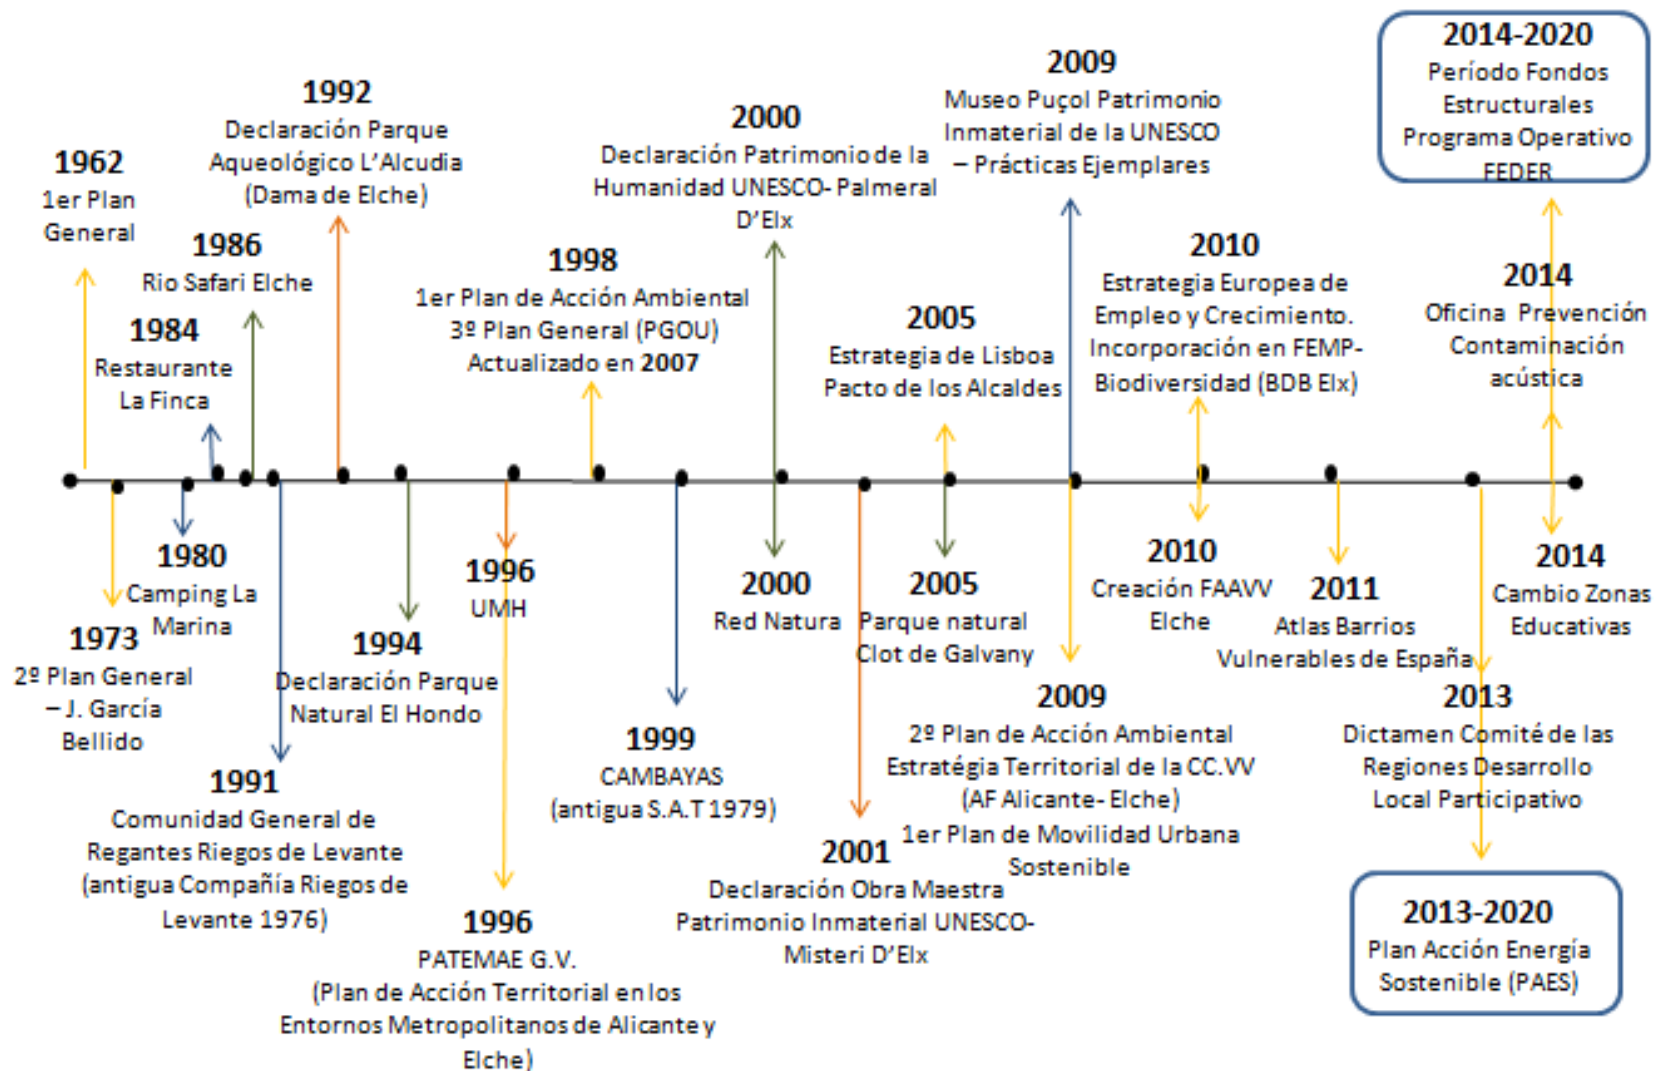 1962
1er Plan
General
1984
Restaurante
La Finca
1986
Rio Safari Elche
1992
Declaración Parque
Aqueológico L’Alcudia
(Dama de Elche)
1998
1er Plan de Acción Ambiental
3º Plan General (PGOU)
Actualizado en 2007
2000
Declaración Patrimonio de la
Humanidad UNESCO- Palmeral
D’Elx
2005
Estrategia de Lisboa
Pacto de los Alcaldes
2009
Museo Puçol Patrimonio
Inmaterial de la UNESCO
– Prácticas Ejemplares
2010
Estrategia Europea de
Empleo y Crecimiento.
Incorporación en FEMP-
Biodiversidad (BDB Elx)
2014-2020
Período Fondos
Estructurales
Programa Operativo
FEDER
2014
Oficina Prevención
Contaminación
acústica
1973
2º Plan General
– J. García
Bellido
1980
Camping La
Marina
1991
Comunidad General de
Regantes Riegos de Levante
(antigua Compañía Riegos de
Levante 1976)
1994
Declaración Parque
Natural El Hondo
1996
UMH
1996
PATEMAE G.V.
(Plan de Acción Territorial en los
Entornos Metropolitanos de Alicante y
Elche)
1999
CAMBAYAS
(antigua S.A.T 1979)
2000
Red Natura
2001
Declaración Obra Maestra
Patrimonio Inmaterial UNESCO-
Misteri D’Elx
2005
Parque natural
Clot de Galvany
2009
2º Plan de Acción Ambiental
Estratégia Territorial de la CC.VV
(AF Alicante- Elche)
1er Plan de Movilidad Urbana
Sostenible
2010
Creación FAAVV
Elche
2011
Atlas Barrios
Vulnerables de España
2014
Cambio Zonas
Educativas
2013
Dictamen Comité de las
Regiones Desarrollo
Local Participativo
2013-2020
Plan Acción Energía
Sostenible (PAES)